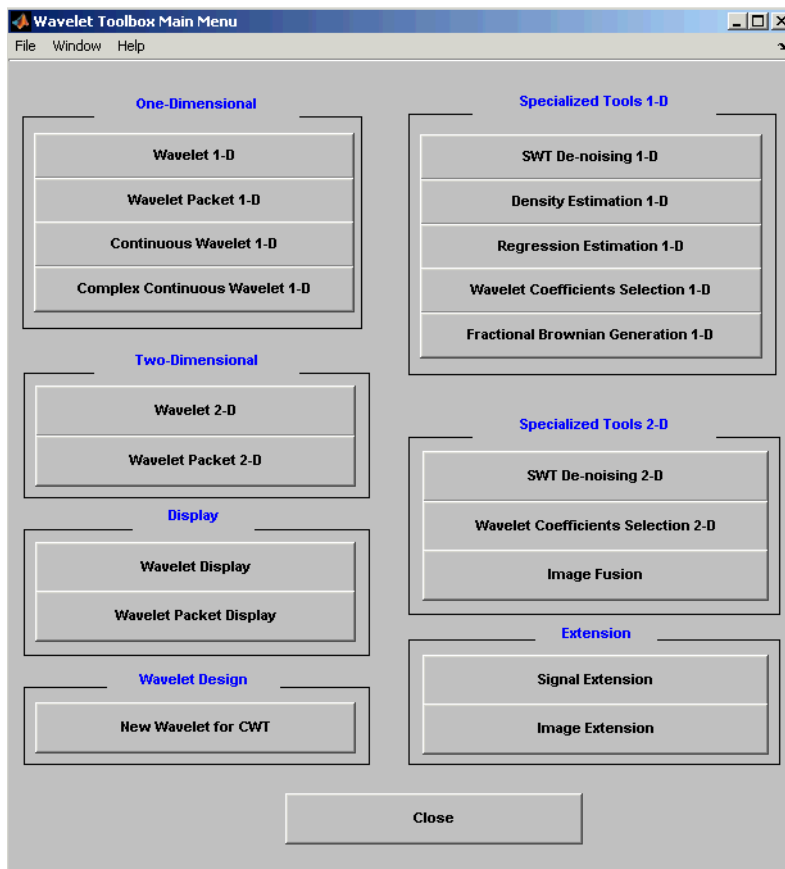 Wavelet Toolbox Main Menu
File Window Help
One-Dimensional
Wavelet 1-D
Wavelet Packet 1-D
Continuous Wavelet 1-D
Complex Continuous Wavelet 1-D
Two-Dimensional
Wavelet 2-D
Wavelet Packet 2-D
Display
Wavelet Display
Wavelet Packet Display
Wavelet Design
New Wavelet for CWT
Specialized Tools 1-D
SWT De-noising 1-D
Density Estimation 1-D
Regression Estimation 1-D
Wavelet Coefficients Selection 1-D
Fractional Brownian Generation 1-D
Specialized Tools 2-D
SWT De-noising 2-D
Wavelet Coefficients Selection 2-D
Image Fusion
Extension
Signal Extension
Image Extension
Close